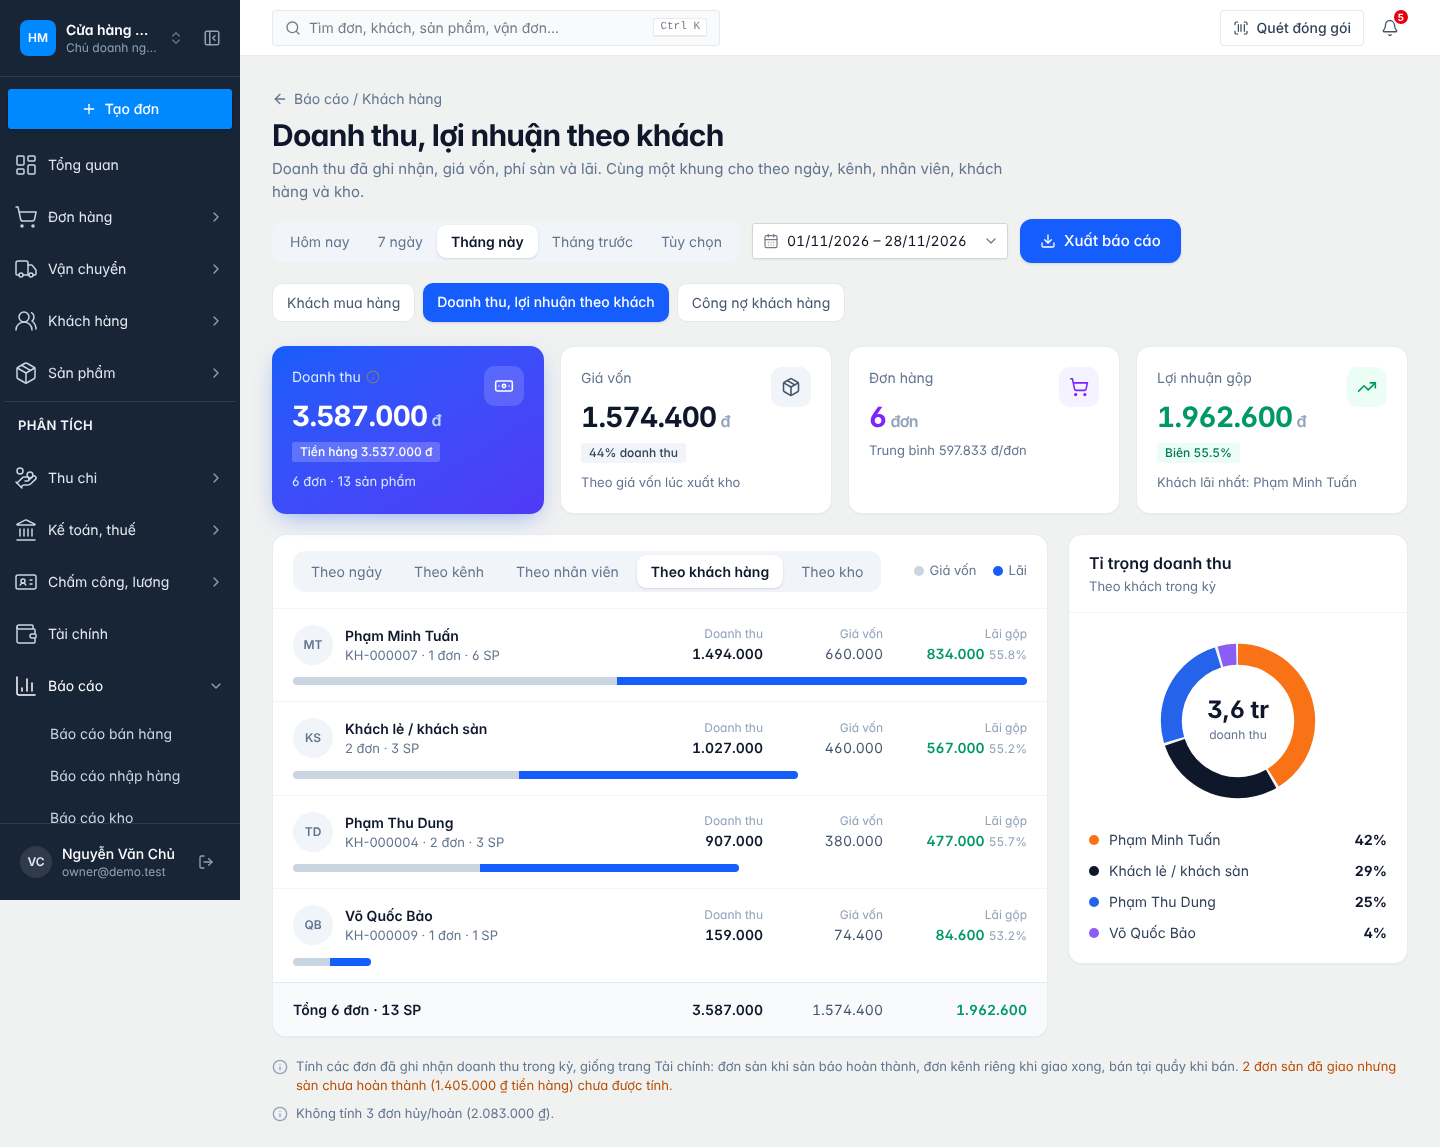 HM
Cửa hàng ...
Chủ doanh ng...
Tìm đơn, khách, sản phẩm, vận đơn...
Ctrl K
Quét đóng gói
5
Tạo đơn
Tổng quan
Đơn hàng
Vận chuyển
Khách hàng
Sản phẩm
PHÂN TÍCH
Thu chi
Kế toán, thuế
Chấm công, lương
Tài chính
Báo cáo
Báo cáo bán hàng
Báo cáo nhập hàng
Báo cáo kho
VC
Nguyễn Văn Chủ
owner@demo.test
Báo cáo / Khách hàng
Doanh thu, lợi nhuận theo khách
Doanh thu đã ghi nhận, giá vốn, phí sàn và lãi. Cùng một khung cho theo ngày, kênh, nhân viên, khách
hàng và kho.
Hôm nay
7 ngày
Tháng này
Tháng trước
Tùy chọn
01/11/2026 – 28/11/2026
Xuất báo cáo
Khách mua hàng
Doanh thu, lợi nhuận theo khách
Công nợ khách hàng
Doanh thu
3.587.000 đ
Tiền hàng 3.537.000 đ
6 đơn · 13 sản phẩm
Giá vốn
1.574.400 đ
44% doanh thu
Theo giá vốn lúc xuất kho
Đơn hàng
6 đơn
Trung bình 597.833 đ/đơn
Lợi nhuận gộp
1.962.600 đ
Biên 55.5%
Khách lãi nhất: Phạm Minh Tuấn
Theo ngày
Theo kênh
Theo nhân viên
Theo khách hàng
Theo kho
Giá vốn
Lãi
MT
Phạm Minh Tuấn
KH-000007 · 1 đơn · 6 SP
Doanh thu
1.494.000
Giá vốn
660.000
Lãi gộp
834.000 55.8%
KS
Khách lẻ / khách sàn
2 đơn · 3 SP
Doanh thu
1.027.000
Giá vốn
460.000
Lãi gộp
567.000 55.2%
TD
Phạm Thu Dung
KH-000004 · 2 đơn · 3 SP
Doanh thu
907.000
Giá vốn
380.000
Lãi gộp
477.000 55.7%
QB
Võ Quốc Bảo
KH-000009 · 1 đơn · 1 SP
Doanh thu
159.000
Giá vốn
74.400
Lãi gộp
84.600 53.2%
Tổng 6 đơn · 13 SP
3.587.000
1.574.400
1.962.600
Tỉ trọng doanh thu
Theo khách trong kỳ
3,6 tr
doanh thu
Phạm Minh Tuấn 42%
Khách lẻ / khách sàn 29%
Phạm Thu Dung 25%
Võ Quốc Bảo 4%
Tính các đơn đã ghi nhận doanh thu trong kỳ, giống trang Tài chính: đơn sàn khi sàn báo hoàn thành, đơn kênh riêng khi giao xong, bán tại quầy khi bán. 2 đơn sàn đã giao nhưng
sàn chưa hoàn thành (1.405.000 ₫ tiền hàng) chưa được tính.
Không tính 3 đơn hủy/hoàn (2.083.000 ₫).